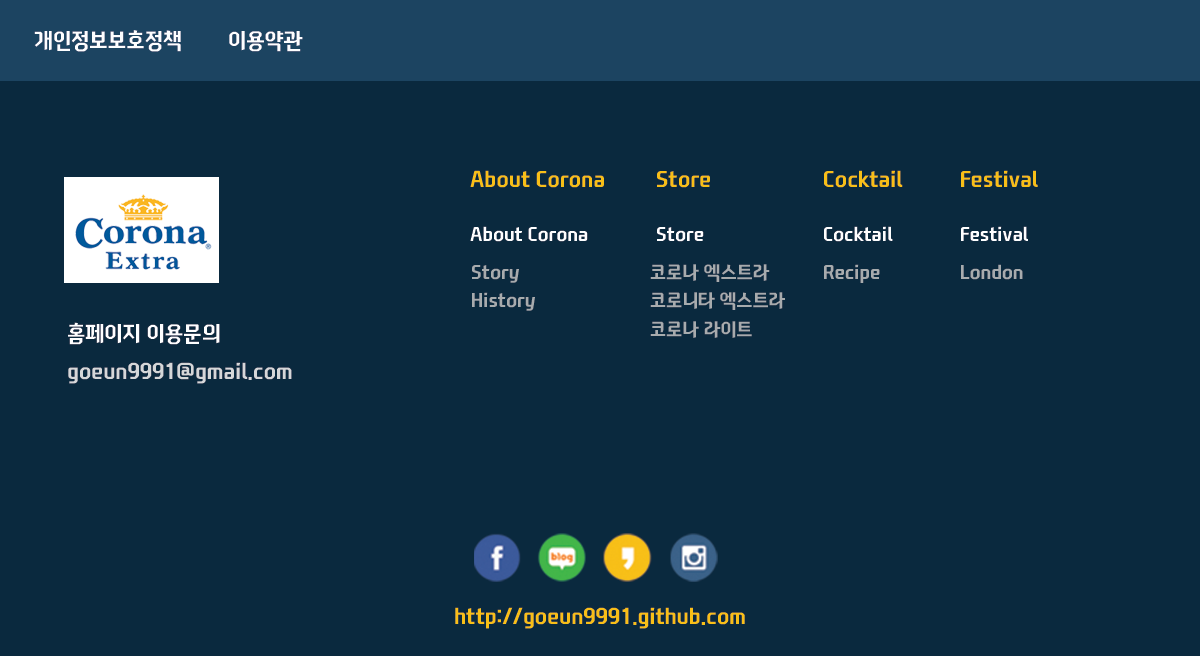 개인정보보호정책 이용약관
Corona®
Extra
홈페이지 이용문의
goeun9991@gmail.com
About Corona
About Corona
Story
History
Store
Store
코로나 엑스트라
코로니타 엑스트라
코로나 라이트
Cocktail
Cocktail
Recipe
Festival
Festival
London
f
blog
http://goeun9991.github.com